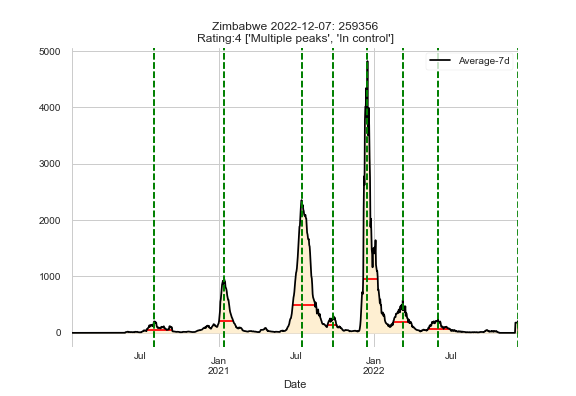 Zimbabwe 2022-12-07: 259356
Rating:4 ['Multiple peaks', 'In control']
Average-7d
5000
4000
3000
2000
1000
0
Jul
Jan
2021
Jul
Jan
2022
Jul
Date